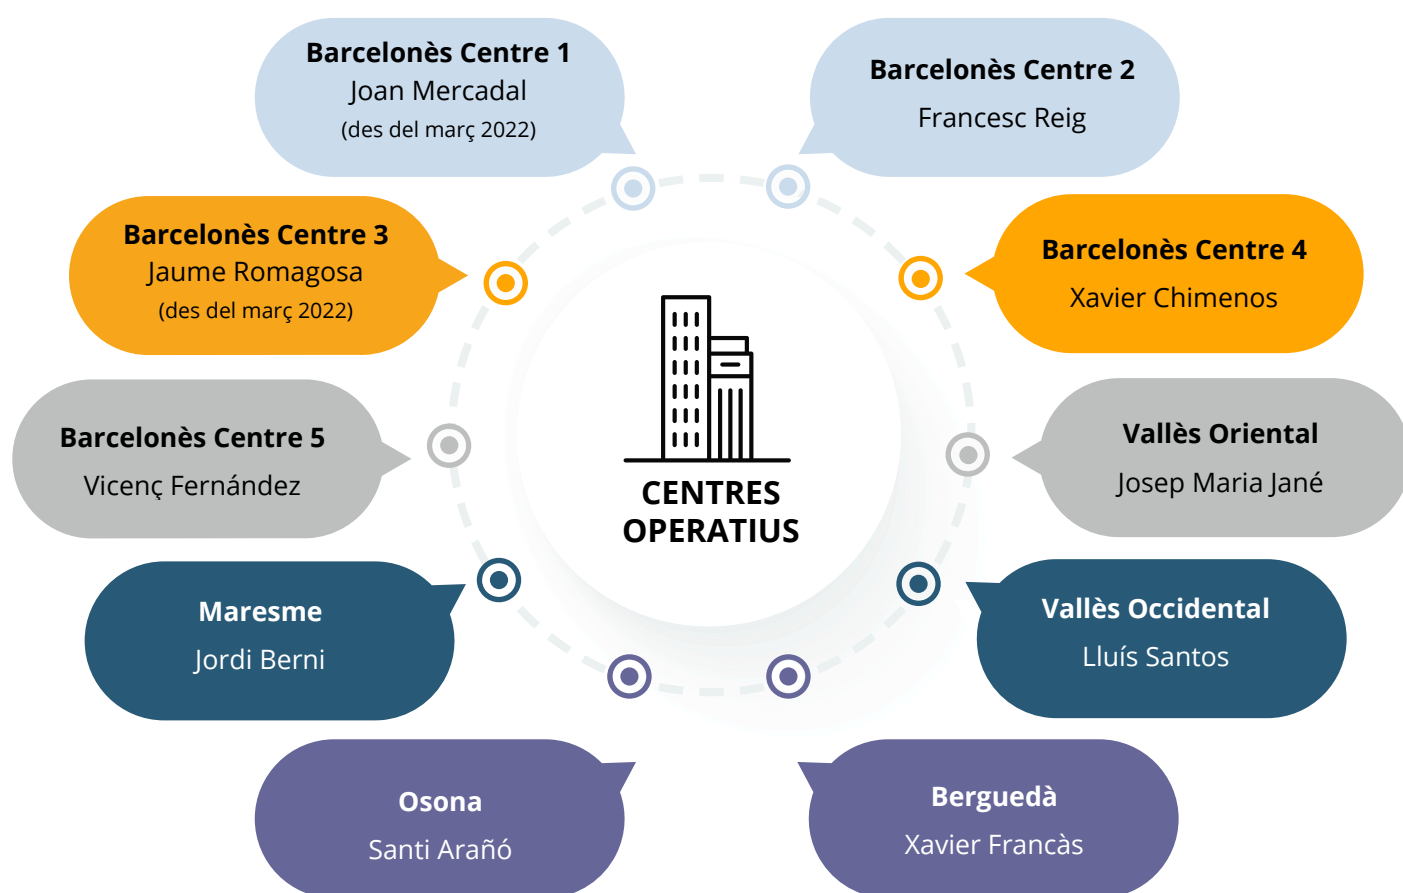 Barcelonès Centre 1
Joan Mercadal
(des del març 2022)
Barcelonès Centre 2
Francesc Reig
Barcelonès Centre 3
Jaume Romagosa
(des del març 2022)
Barcelonès Centre 4
Xavier Chimenos
Barcelonès Centre 5
Vicenç Fernández
Vallès Oriental
Josep Maria Jané
CENTRES
OPERATIUS
Maresme
Jordi Berni
Vallès Occidental
Lluís Santos
Osona
Santi Arañó
Berguedà
Xavier Francàs